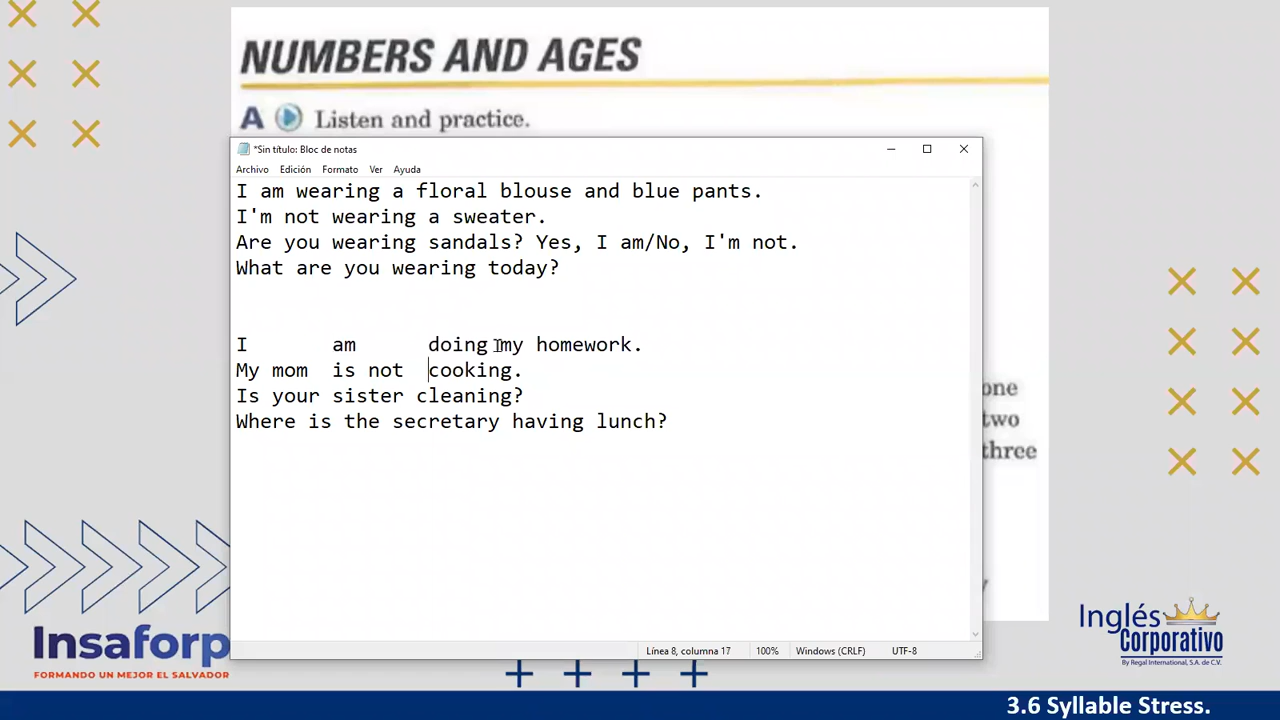 NUMBERS AND AGES
A Listen and practice.
*Sin título: Bloc de notas
Archivo Edición Formato Ver Ayuda
I am wearing a floral blouse and blue pants.
I'm not wearing a sweater.
Are you wearing sandals? Yes, I am/No, I'm not.
What are you wearing today?
I am doing my homework.
My mom is not cooking.
Is your sister cleaning?
Where is the secretary having lunch?
one
two
three
Línea 8, columna 17 100% Windows (CRLF) UTF-8
Insaforp
FORMANDO UN MEJOR EL SALVADOR
Inglés
Corporativo
By Regal International, S.A. de C.V.
3.6 Syllable Stress.